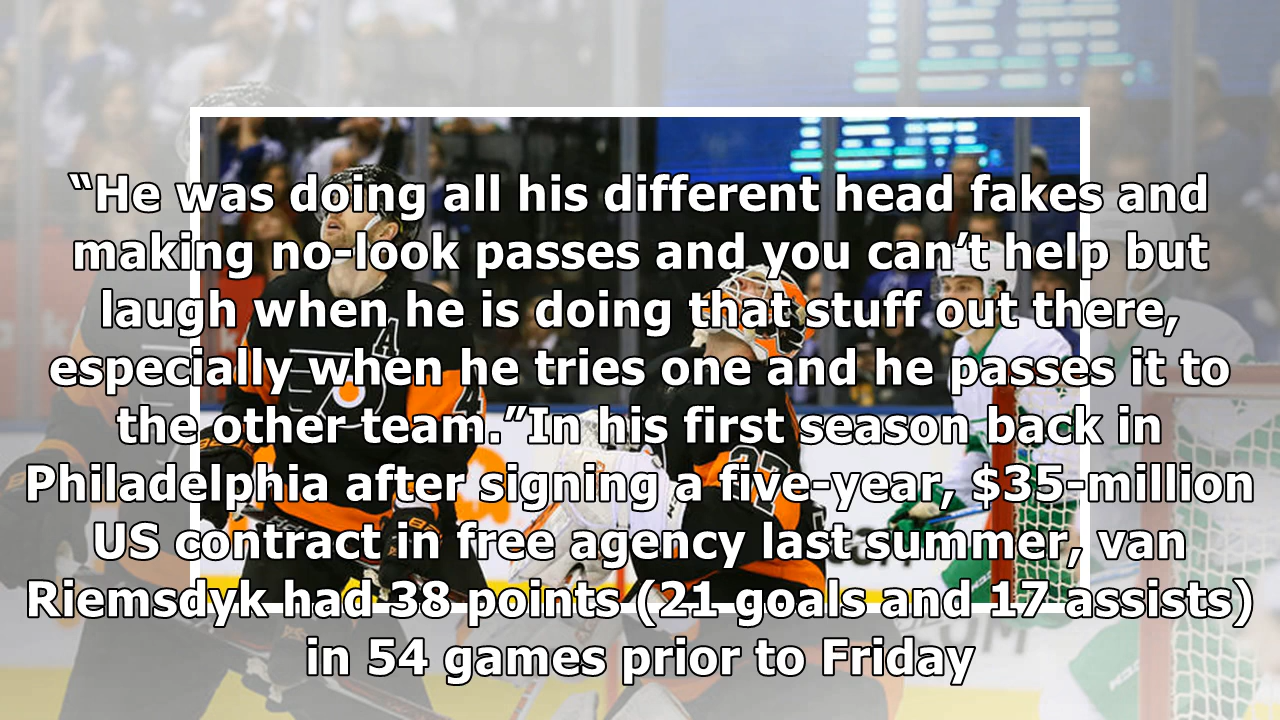 “He was doing all his different head fakes and
making no-look passes and you can’t help but
laugh when he is doing that stuff out there,
especially when he tries one and he passes it to
the other team.”In his first season back in
Philadelphia after signing a five-year, $35-million
US contract in free agency last summer, van
Riemsdyk had 38 points (21 goals and 17 assists)
in 54 games prior to Friday
A